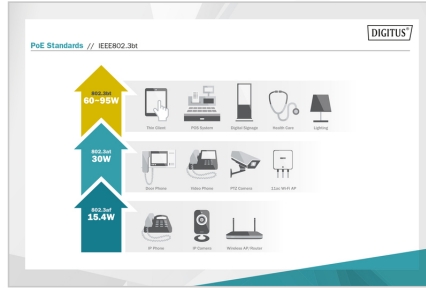 DIGITUS®
PoE Standards // IEEE802.3bt
802.3bt
60-95W
Thin Client
POS System
Digital Signage
Health Care
Lighting
802.3at
30W
Door Phone
Video Phone
PTZ Camera
11ac Wi-Fi AP
802.3af
15.4W
IP Phone
IP Camera
Wireless AP/Router